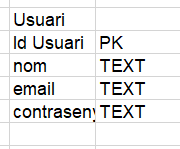 Usuari
Id Usuari PK
nom TEXT
email TEXT
contraseny TEXT